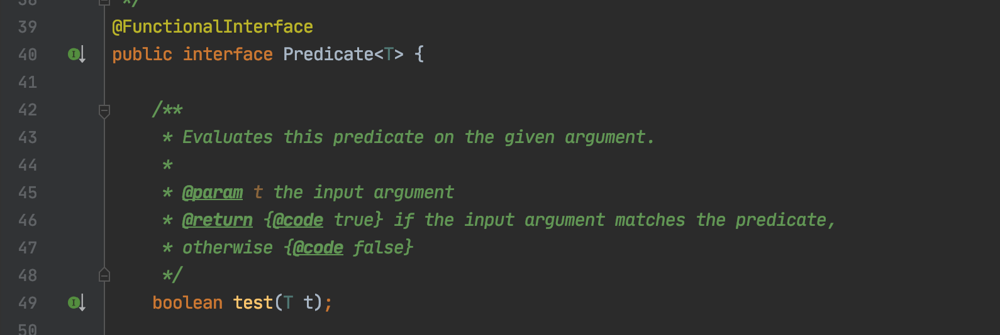 38 */
39 @FunctionalInterface
40 public interface Predicate<T> {
41
42 /**
43 * Evaluates this predicate on the given argument.
44 *
45 * @param t the input argument
46 * @return {@code true} if the input argument matches the predicate,
47 * otherwise {@code false}
48 */
49 boolean test(T t);
50